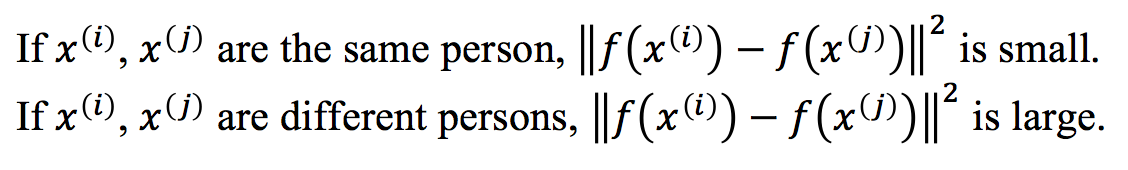 If x⁽ⁱ⁾, x⁽ʲ⁾ are the same person, ‖f(x⁽ⁱ⁾) − f(x⁽ʲ⁾)‖² is small.
If x⁽ⁱ⁾, x⁽ʲ⁾ are different persons, ‖f(x⁽ⁱ⁾) − f(x⁽ʲ⁾)‖² is large.